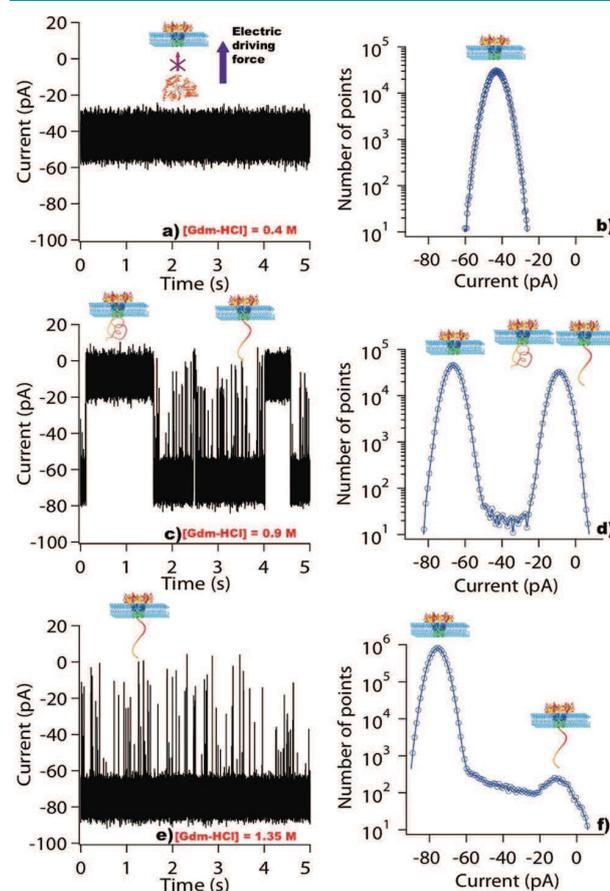 Electric
driving
force
20
0
-20
-40
-60
-80
-100
Current (pA)
a) [Gdm-HCl] = 0.4 M
0 1 2 3 4 5
Time (s)
10^5
10^4
10^3
10^2
10^1
Number of points
b)
-80 -60 -40 -20 0
Current (pA)
20
0
-20
-40
-60
-80
-100
Current (pA)
c) [Gdm-HCl] = 0.9 M
0 1 2 3 4 5
Time (s)
10^5
10^4
10^3
10^2
10^1
Number of points
d)
-80 -60 -40 -20 0
Current (pA)
20
0
-20
-40
-60
-80
-100
Current (pA)
e) [Gdm-HCl] = 1.35 M
0 1 2 3 4 5
Time (s)
10^6
10^5
10^4
10^3
10^2
10^1
Number of points
f)
-80 -60 -40 -20 0
Current (pA)